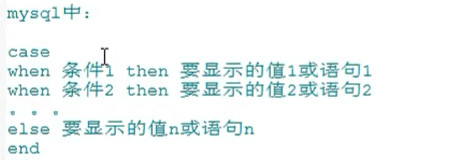 mysql中：
case
when 条件1 then 要显示的值1或语句1
when 条件2 then 要显示的值2或语句2
。。。
else 要显示的值n或语句n
end